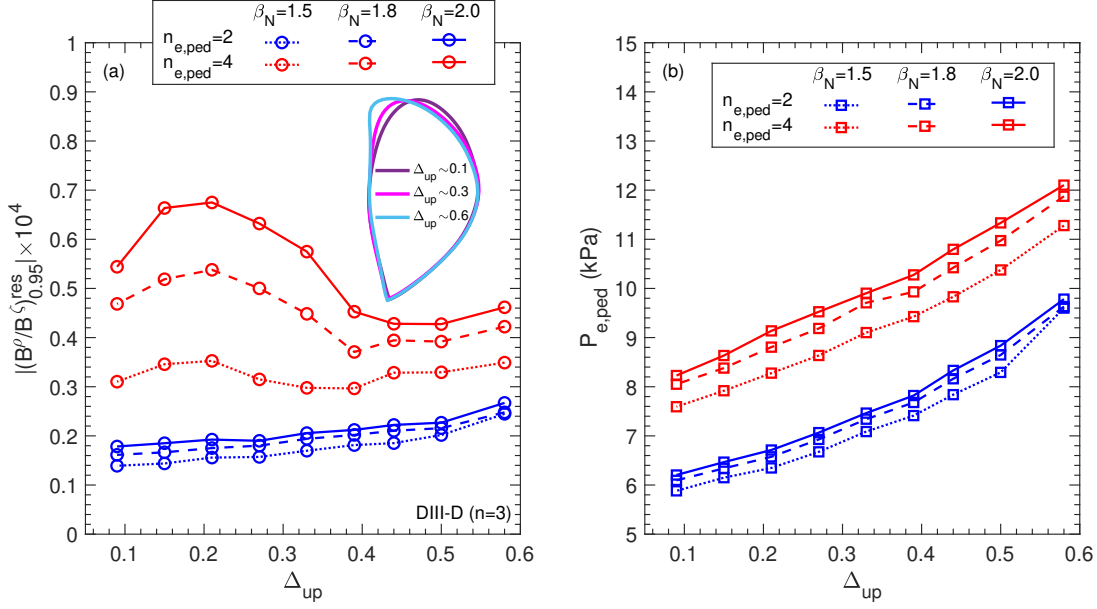 β_N=1.5 β_N=1.8 β_N=2.0
n_e,ped=2
n_e,ped=4
(a)
1
0.9
0.8
0.7
0.6
0.5
0.4
0.3
0.2
0.1
0
|(B^ρ/B^ζ)^res_0.95|×10^4
Δ_up∼0.1
Δ_up∼0.3
Δ_up∼0.6
DIII-D (n=3)
0.1 0.2 0.3 0.4 0.5 0.6
Δ_up
(b)
β_N=1.5 β_N=1.8 β_N=2.0
n_e,ped=2
n_e,ped=4
15
14
13
12
11
10
9
8
7
6
5
P_e,ped (kPa)
0.1 0.2 0.3 0.4 0.5 0.6
Δ_up